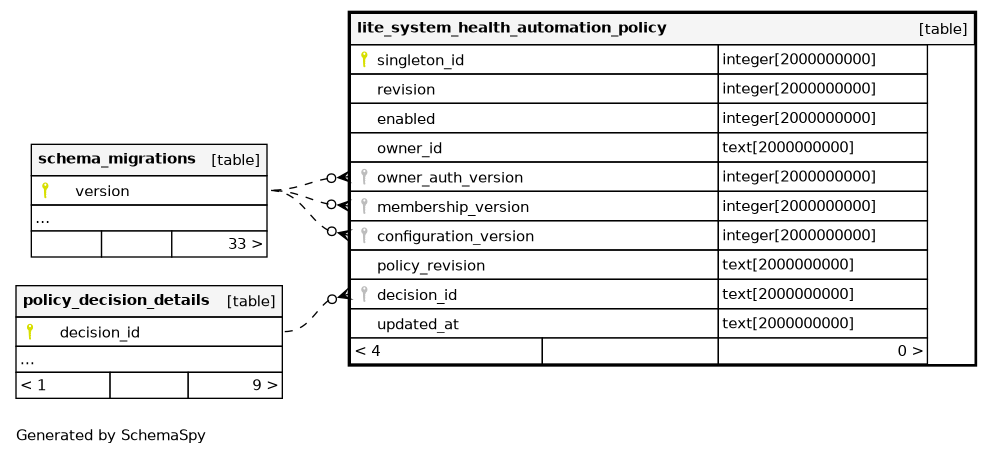 lite_system_health_automation_policy [table]
singleton_id integer[2000000000]
revision integer[2000000000]
enabled integer[2000000000]
owner_id text[2000000000]
owner_auth_version integer[2000000000]
membership_version integer[2000000000]
configuration_version integer[2000000000]
policy_revision text[2000000000]
decision_id text[2000000000]
updated_at text[2000000000]
< 4 0 >
schema_migrations [table]
version
...
33 >
policy_decision_details [table]
decision_id
...
< 1 9 >
Generated by SchemaSpy